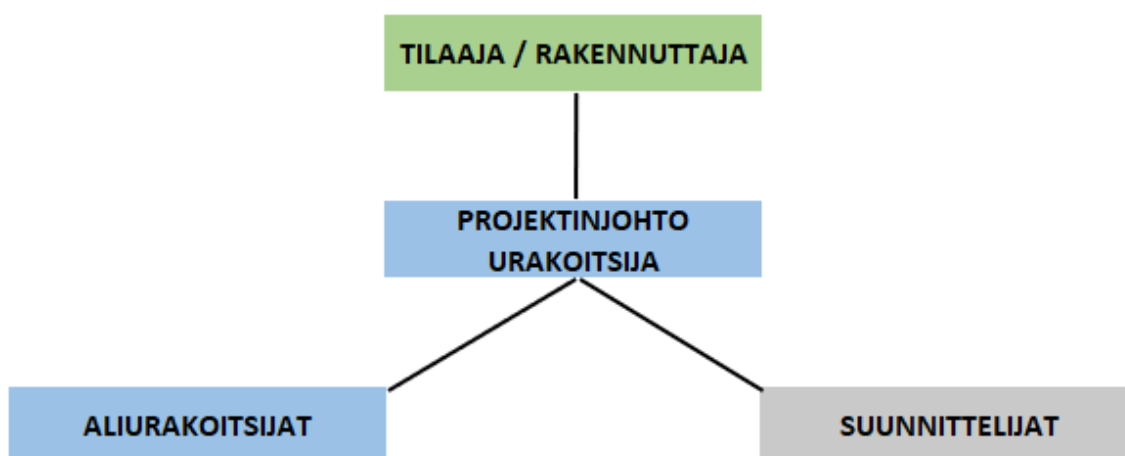 TILAAJA / RAKENNUTTAJA
PROJEKTINJOHTO
URAKOITSIJA
ALIURAKOITSIJAT
SUUNNITTELIJAT